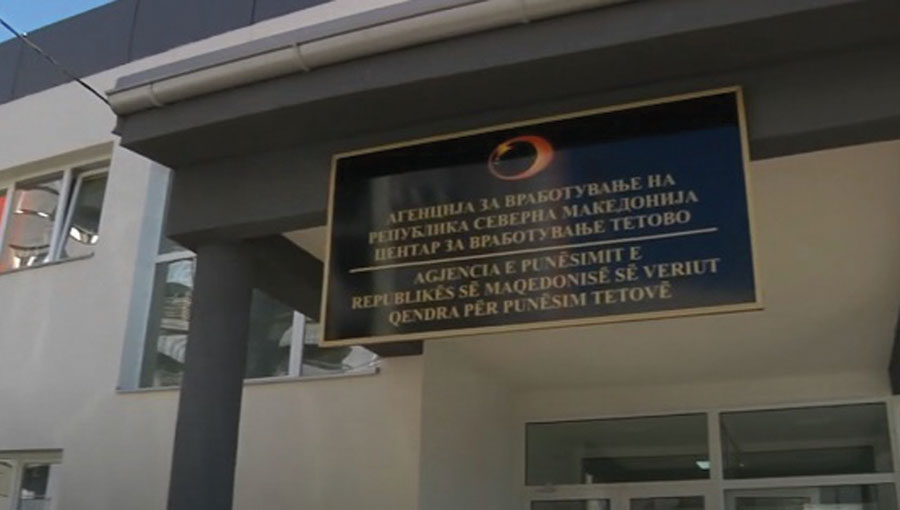 АГЕНЦИЈА ЗА ВРАБОТУВАЊЕ НА
РЕПУБЛИКА СЕВЕРНА МАКЕДОНИЈА
ЦЕНТАР ЗА ВРАБОТУВАЊЕ ТЕТОВО
AGJENCIA E PUNËSIMIT E
REPUBLIKËS SË MAQEDONISË SË VERIUT
QENDRA PËR PUNËSIM TETOVË